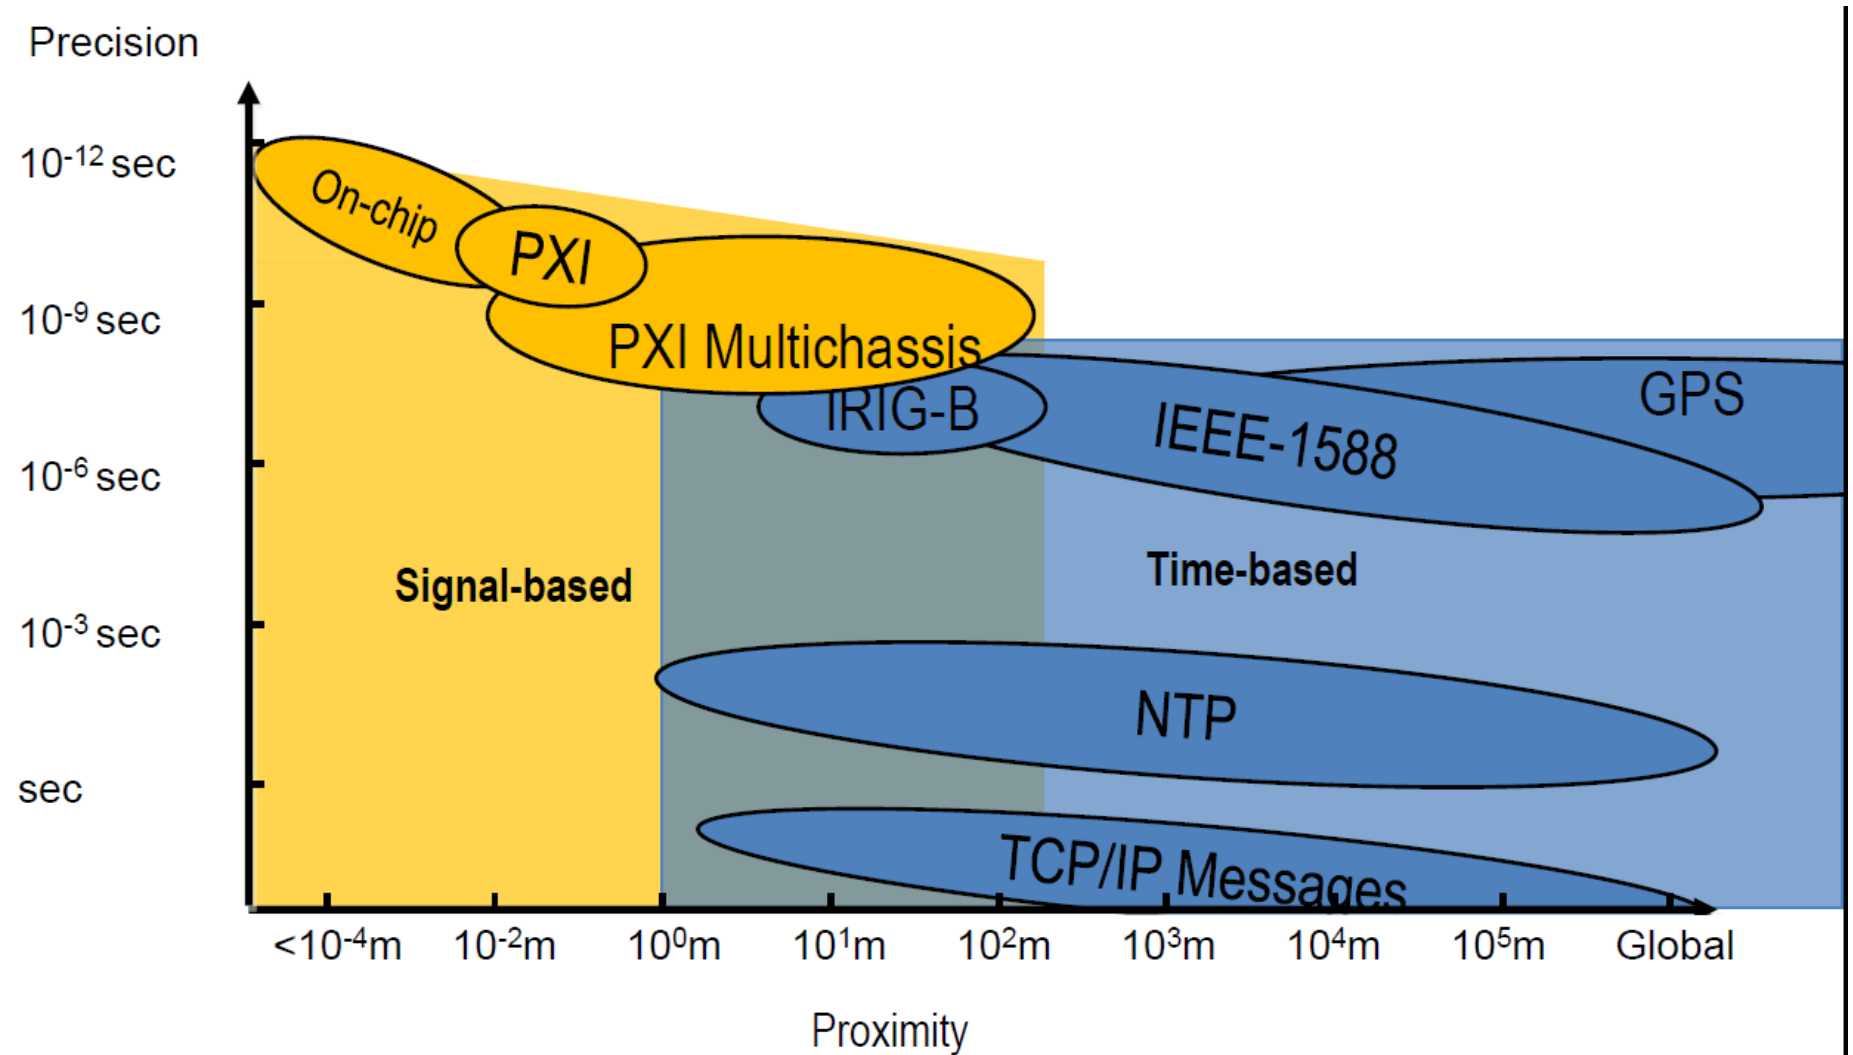 Precision
10⁻¹² sec
10⁻⁹ sec
10⁻⁶ sec
10⁻³ sec
sec
On-chip
PXI
PXI Multichassis
IRIG-B
IEEE-1588
GPS
Signal-based
Time-based
NTP
TCP/IP Messages
<10⁻⁴m 10⁻²m 10⁰m 10¹m 10²m 10³m 10⁴m 10⁵m Global
Proximity